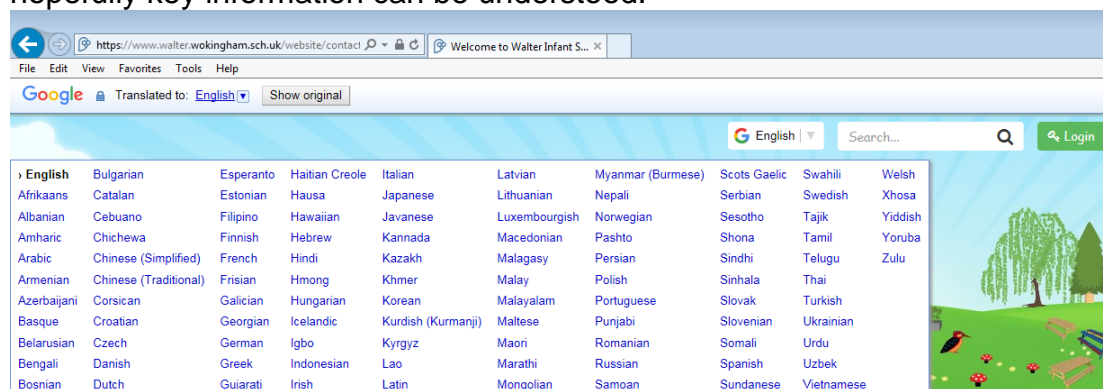 hopefully key information can be understood.
https://www.walter.wokingham.sch.uk/website/contact
Welcome to Walter Infant S...
File Edit View Favorites Tools Help
Google Translated to: English Show original
English Search... Login
› English Bulgarian Esperanto Haitian Creole Italian Latvian Myanmar (Burmese) Scots Gaelic Swahili Welsh
Afrikaans Catalan Estonian Hausa Japanese Lithuanian Nepali Serbian Swedish Xhosa
Albanian Cebuano Filipino Hawaiian Javanese Luxembourgish Norwegian Sesotho Tajik Yiddish
Amharic Chichewa Finnish Hebrew Kannada Macedonian Pashto Shona Tamil Yoruba
Arabic Chinese (Simplified) French Hindi Kazakh Malagasy Persian Sindhi Telugu Zulu
Armenian Chinese (Traditional) Frisian Hmong Khmer Malay Polish Sinhala Thai
Azerbaijani Corsican Galician Hungarian Korean Malayalam Portuguese Slovak Turkish
Basque Croatian Georgian Icelandic Kurdish (Kurmanji) Maltese Punjabi Slovenian Ukrainian
Belarusian Czech German Igbo Kyrgyz Maori Romanian Somali Urdu
Bengali Danish Greek Indonesian Lao Marathi Russian Spanish Uzbek
Bosnian Dutch Gujarati Irish Latin Mongolian Samoan Sundanese Vietnamese